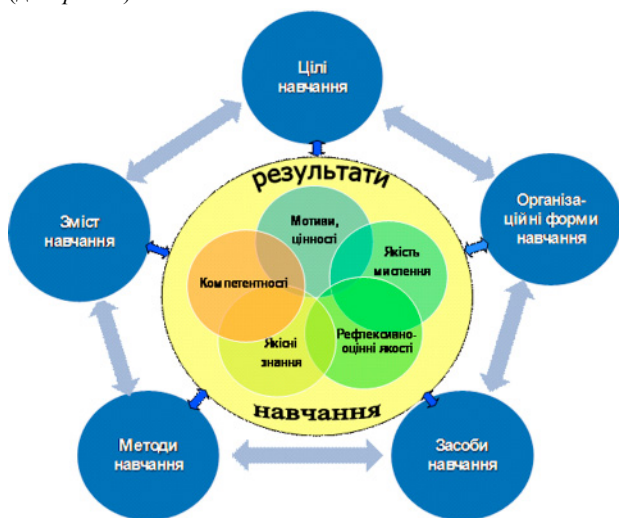 Цілі
навчання
Організа-
ційні форми
навчання
Засоби
навчання
Методи
навчання
Зміст
навчання
результати
Мотиви,
цінності
Якість
мислення
Рефлексивно-
оцінні якості
Якісні
знання
Компетентності
навчання